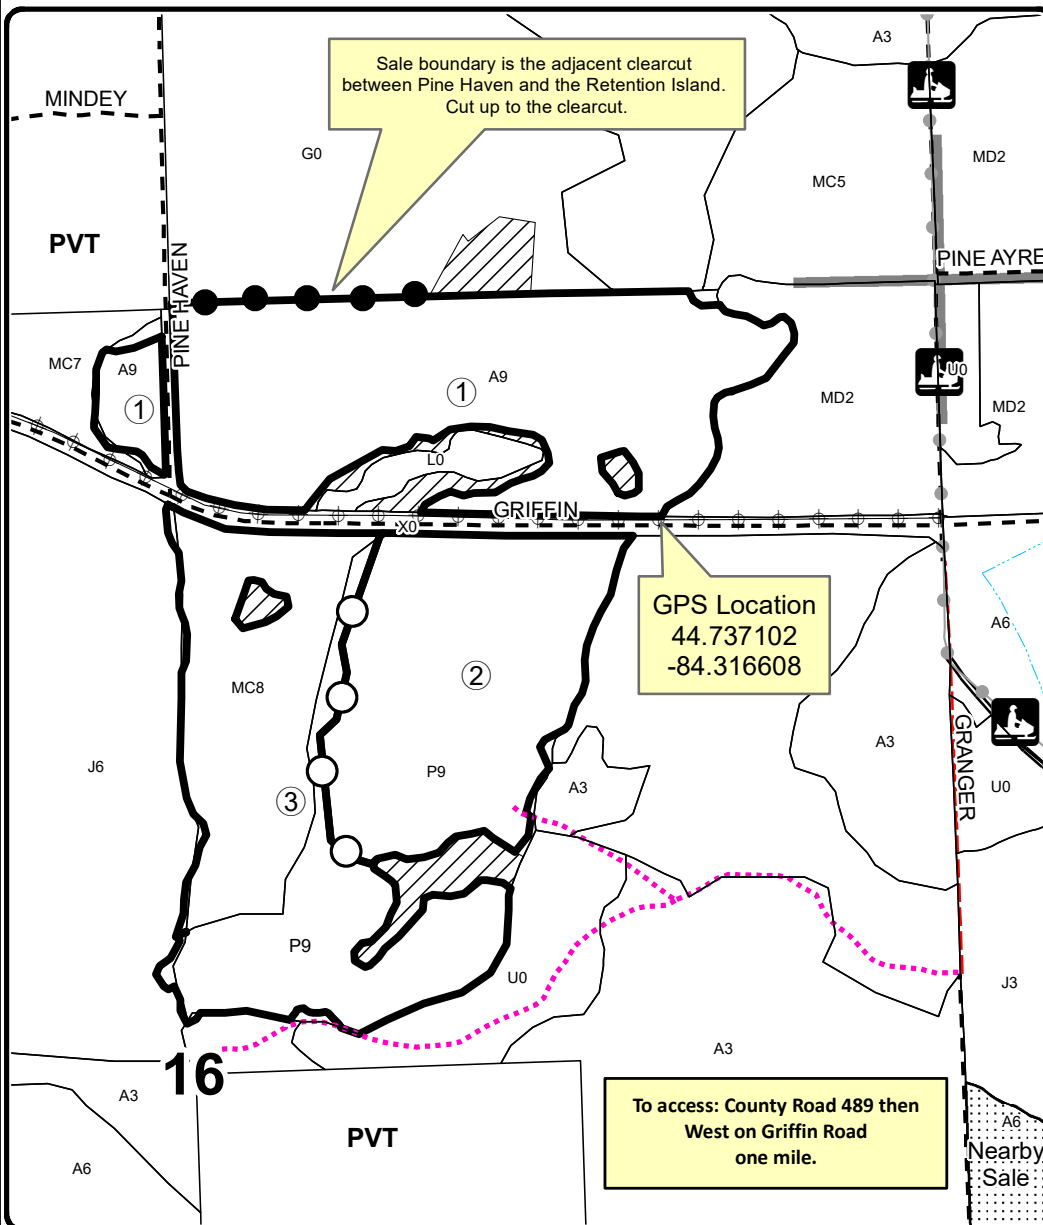 A3
Sale boundary is the adjacent clearcut
between Pine Haven and the Retention Island.
Cut up to the clearcut.
MINDEY
G0
MD2
MC5
PVT
PINE HAVEN
PINE AYRE
MC7
A9
1
A9
1
U0
MD2
MD2
L0
GRIFFIN
X0
GPS Location
44.737102
-84.316608
A6
2
MC8
GRANGER
A3
J6
P9
A3
U0
3
P9
U0
J3
A3
16
A3
To access: County Road 489 then
West on Griffin Road
one mile.
A6
PVT
Nearby
Sale
A6